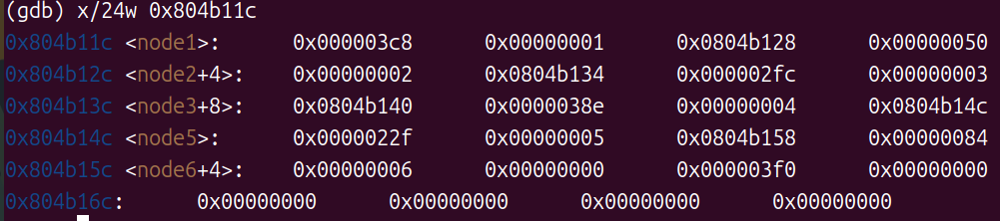 (gdb) x/24w 0x804b11c
0x804b11c <node1>: 0x000003c8 0x00000001 0x0804b128 0x00000050
0x804b12c <node2+4>: 0x00000002 0x0804b134 0x000002fc 0x00000003
0x804b13c <node3+8>: 0x0804b140 0x0000038e 0x00000004 0x0804b14c
0x804b14c <node5>: 0x0000022f 0x00000005 0x0804b158 0x00000084
0x804b15c <node6+4>: 0x00000006 0x00000000 0x000003f0 0x00000000
0x804b16c: 0x00000000 0x00000000 0x00000000 0x00000000